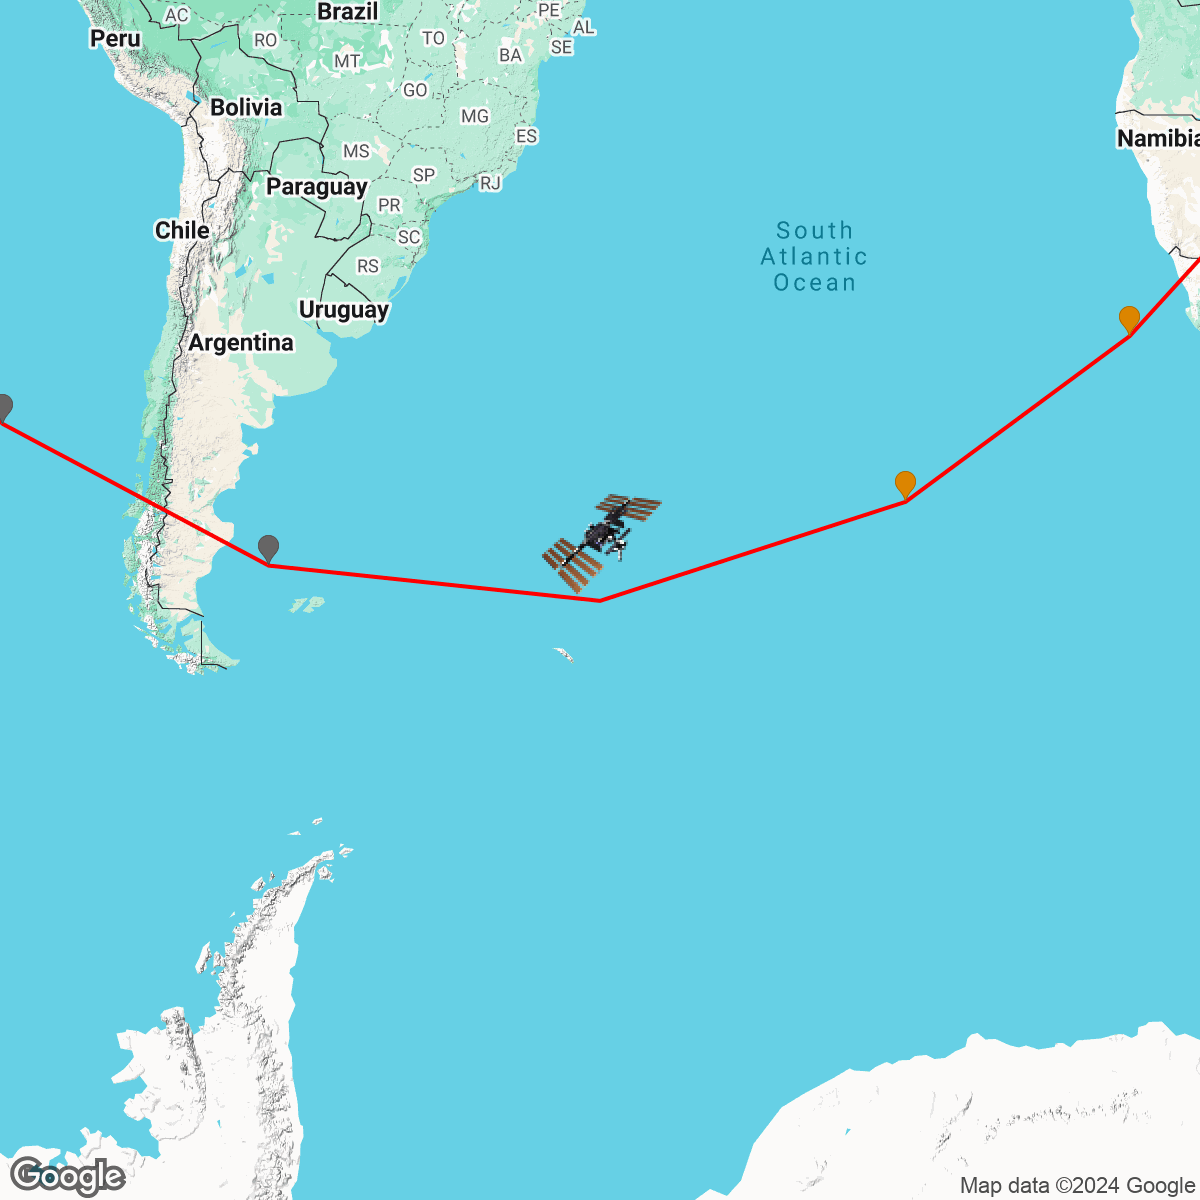 AC
Brazil
PE
Peru
RO
TO
AL
SE
MT
BA
GO
Bolivia
MG
ES
Namibia
MS
SP
RJ
Paraguay
PR
Chile
SC
South
Atlantic
Ocean
RS
Uruguay
Argentina
Google
Map data ©2024 Google